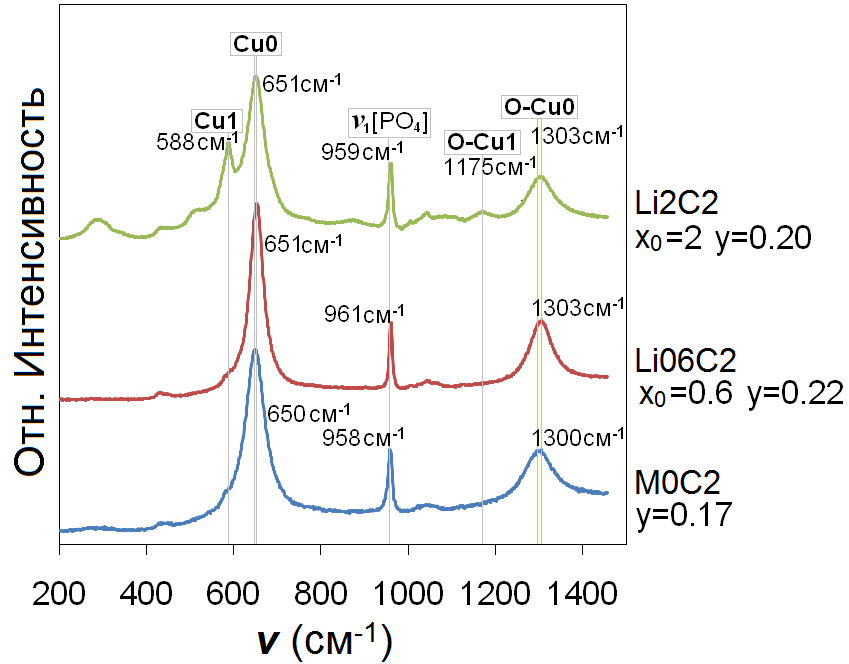 Отн. Интенсивность
Cu0
651см-1
Cu1
588см-1
ν1[PO4]
959см-1
O-Cu1
1175см-1
O-Cu0
1303см-1
Li2C2
x0=2 y=0.20
651см-1
961см-1
1303см-1
Li06C2
x0=0.6 y=0.22
650см-1
958см-1
1300см-1
M0C2
y=0.17
200 400 600 800 1000 1200 1400
ν (см-1)